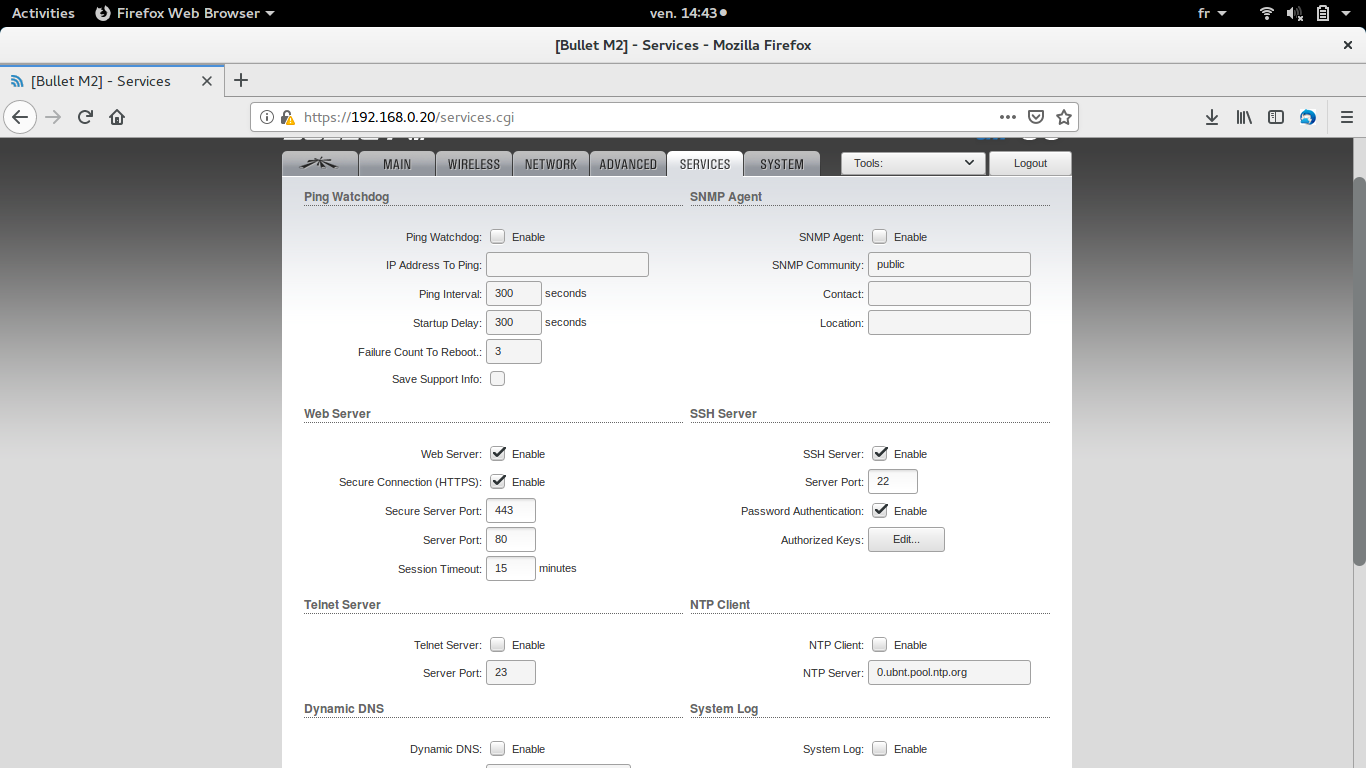 Activities Firefox Web Browser ven. 14:43 fr
[Bullet M2] - Services - Mozilla Firefox
[Bullet M2] - Services
https://192.168.0.20/services.cgi
MAIN WIRELESS NETWORK ADVANCED SERVICES SYSTEM Tools: Logout
Ping Watchdog
Ping Watchdog: Enable
IP Address To Ping:
Ping Interval: 300 seconds
Startup Delay: 300 seconds
Failure Count To Reboot.: 3
Save Support Info:
SNMP Agent
SNMP Agent: Enable
SNMP Community: public
Contact:
Location:
Web Server
Web Server: Enable
Secure Connection (HTTPS): Enable
Secure Server Port: 443
Server Port: 80
Session Timeout: 15 minutes
SSH Server
SSH Server: Enable
Server Port: 22
Password Authentication: Enable
Authorized Keys: Edit...
Telnet Server
Telnet Server: Enable
Server Port: 23
NTP Client
NTP Client: Enable
NTP Server: 0.ubnt.pool.ntp.org
Dynamic DNS
Dynamic DNS: Enable
System Log
System Log: Enable